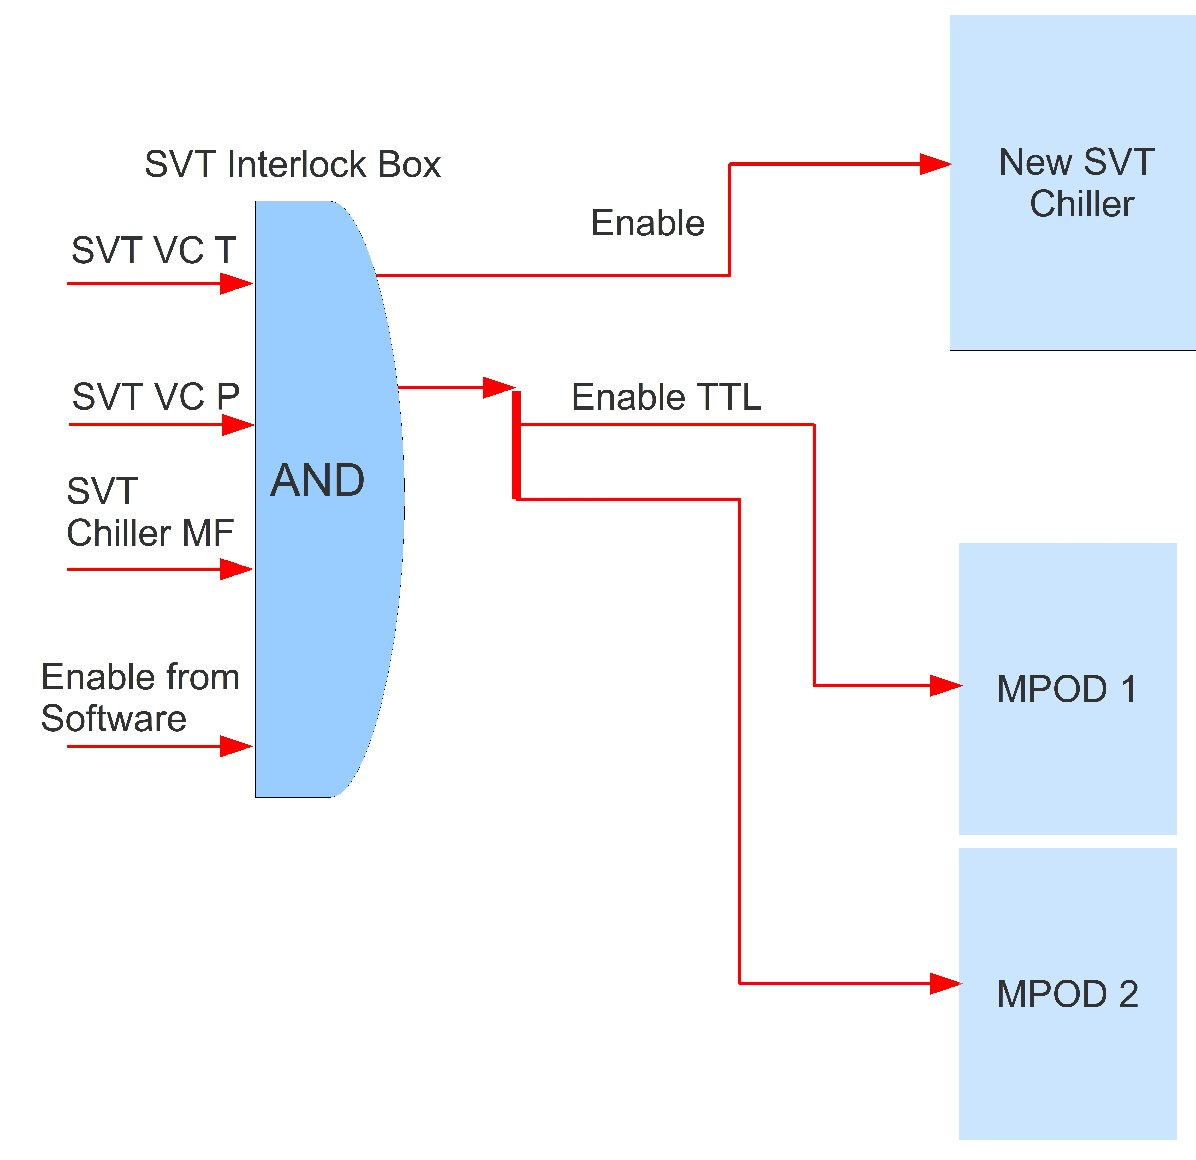 SVT Interlock Box
New SVT
Chiller
SVT VC T
Enable
SVT VC P
Enable TTL
AND
SVT
Chiller MF
Enable from
Software
MPOD 1
MPOD 2